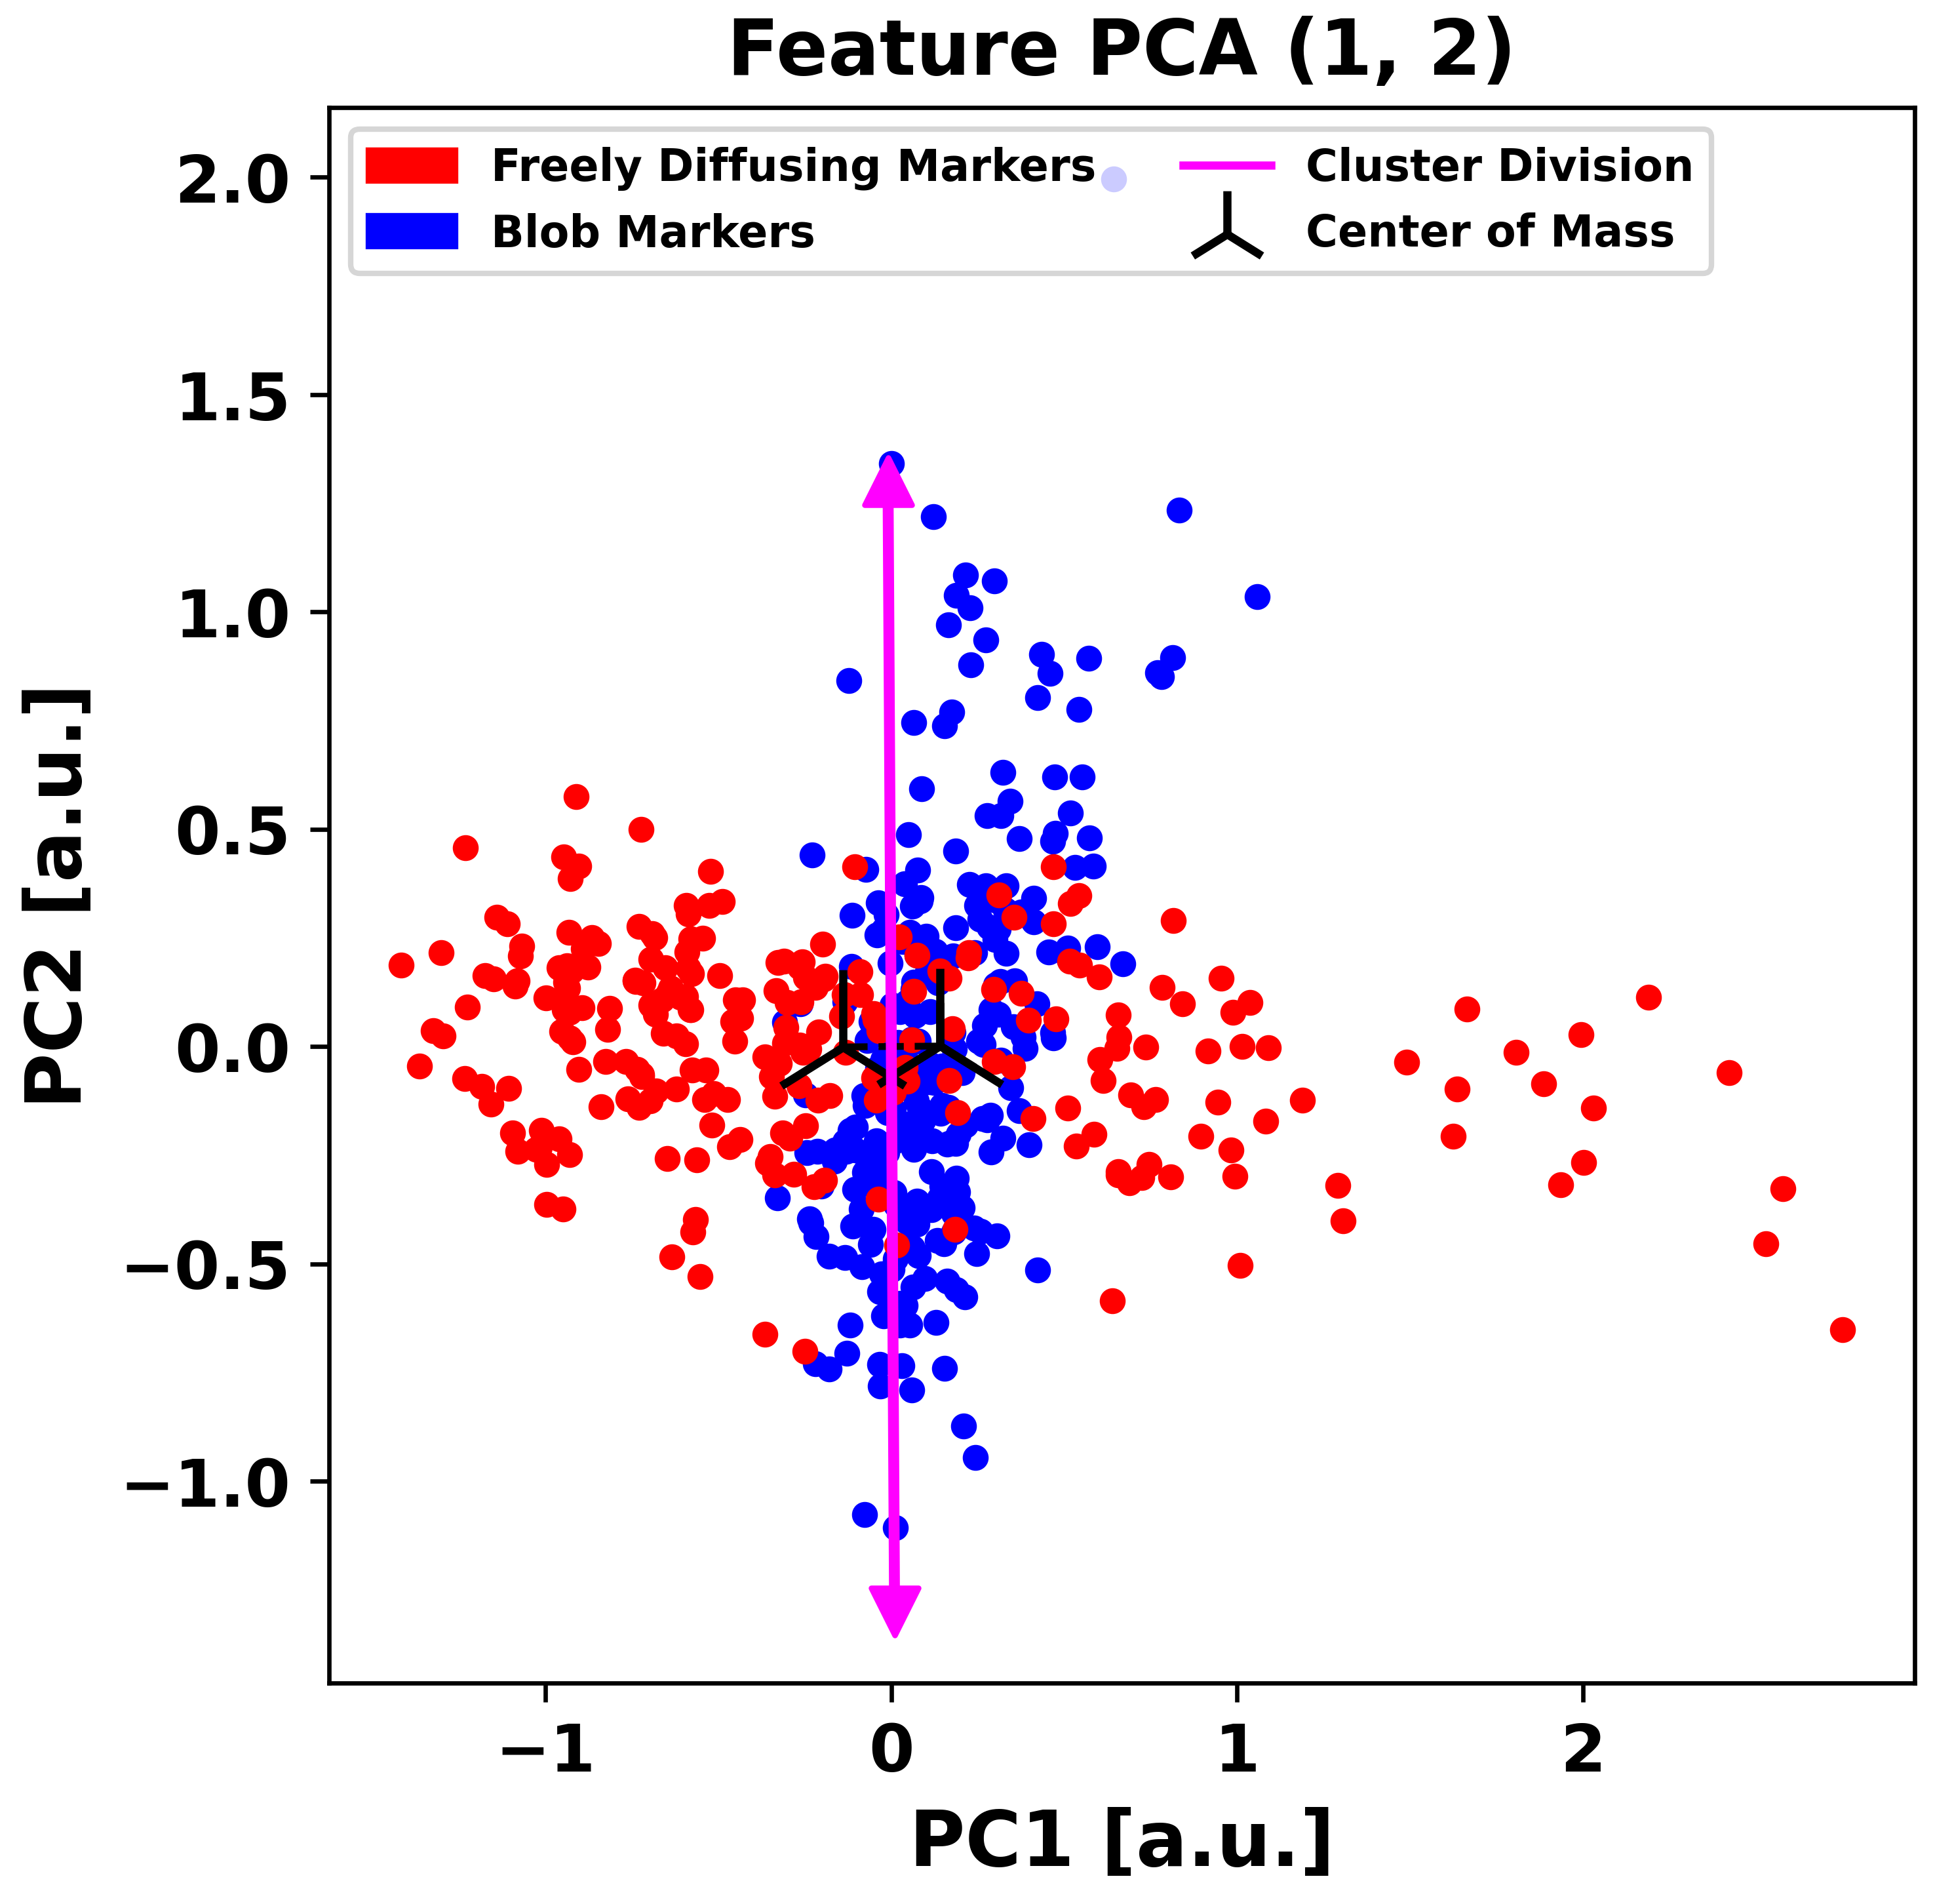 Feature PCA (1, 2)
Freely Diffusing Markers
Blob Markers
Cluster Division
Center of Mass
2.0
1.5
1.0
0.5
0.0
−0.5
−1.0
PC2 [a.u.]
−1
0
1
2
PC1 [a.u.]